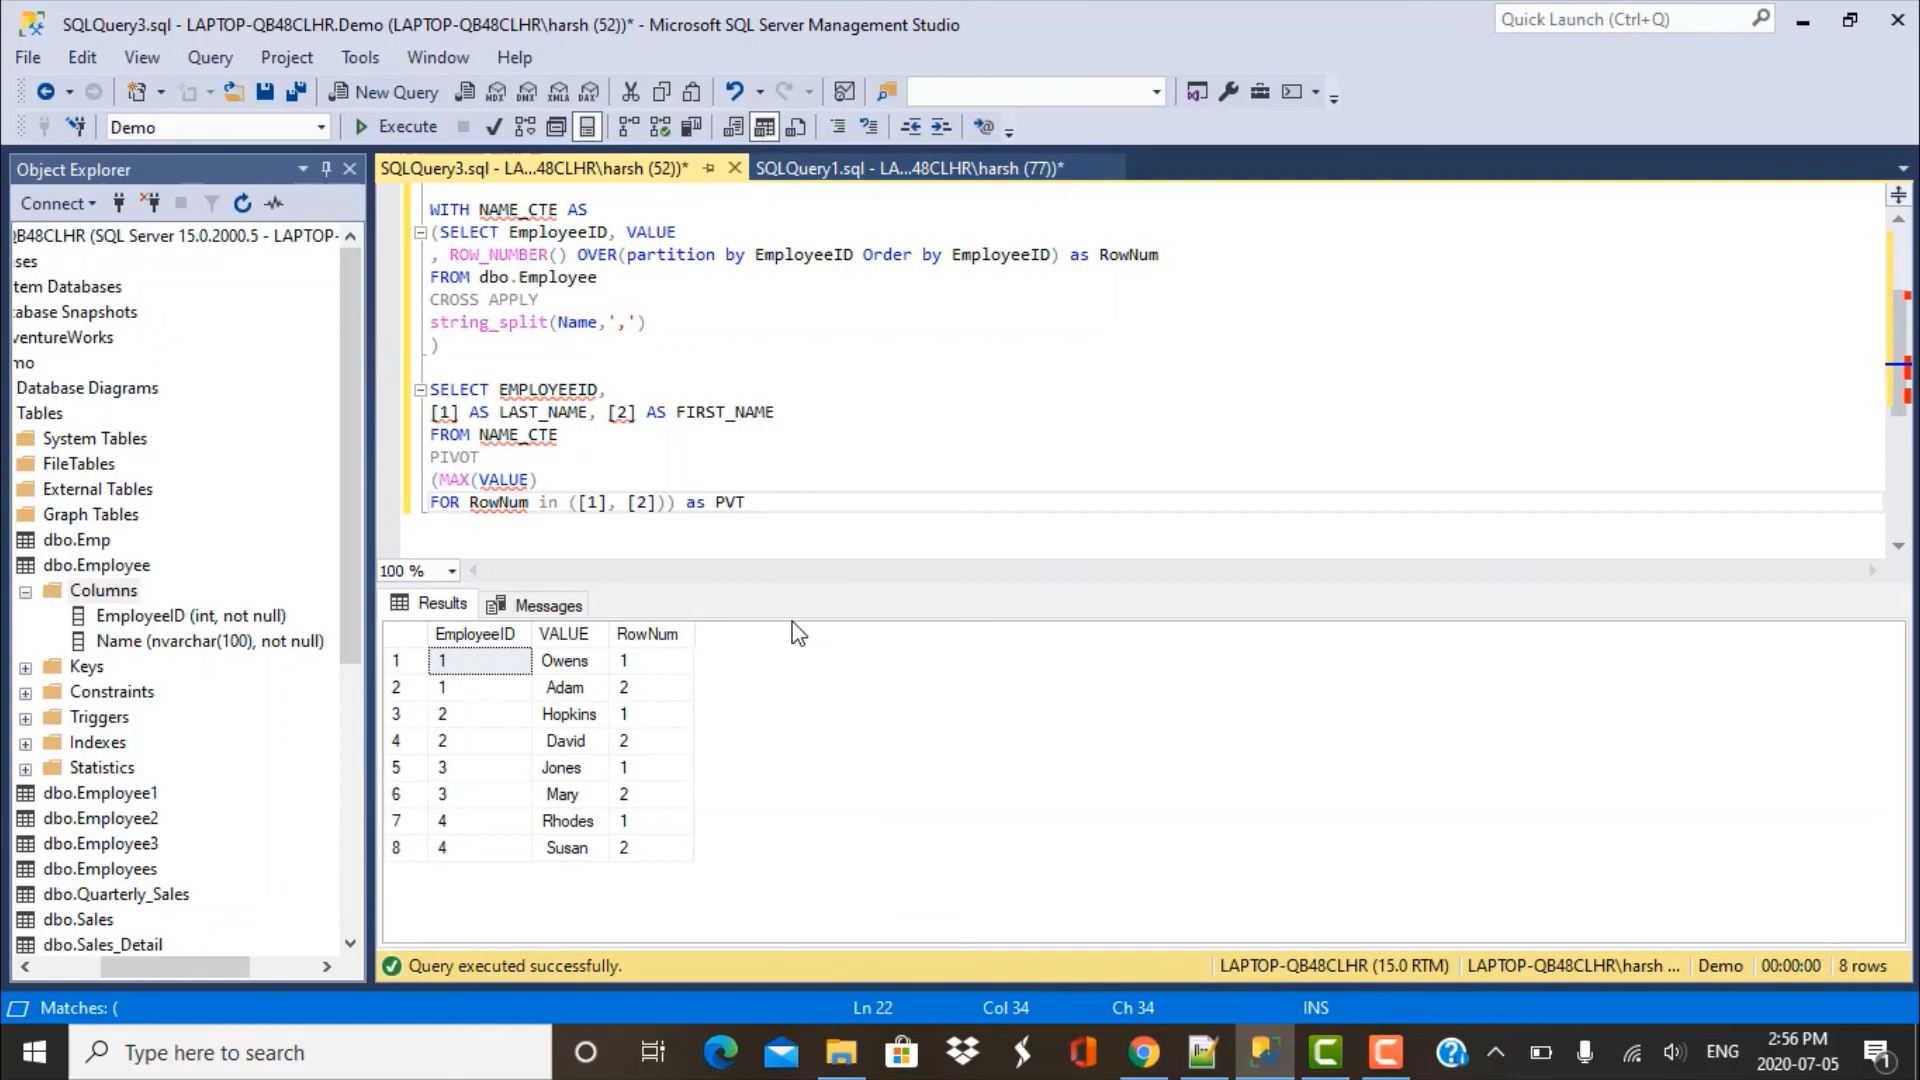 SQLQuery3.sql - LAPTOP-QB48CLHR.Demo (LAPTOP-QB48CLHR\harsh (52))* - Microsoft SQL Server Management Studio
Quick Launch (Ctrl+Q)
File Edit View Query Project Tools Window Help
New Query
MDX DMX XMLA DAX
Demo Execute
Object Explorer
Connect
QB48CLHR (SQL Server 15.0.2000.5 - LAPTOP-
ses
tem Databases
abase Snapshots
ventureWorks
mo
Database Diagrams
Tables
System Tables
FileTables
External Tables
Graph Tables
dbo.Emp
dbo.Employee
Columns
EmployeeID (int, not null)
Name (nvarchar(100), not null)
Keys
Constraints
Triggers
Indexes
Statistics
dbo.Employee1
dbo.Employee2
dbo.Employee3
dbo.Employees
dbo.Quarterly_Sales
dbo.Sales
dbo.Sales_Detail
SQLQuery3.sql - LA...48CLHR\harsh (52))* SQLQuery1.sql - LA...48CLHR\harsh (77))*
WITH NAME_CTE AS
(SELECT EmployeeID, VALUE
, ROW_NUMBER() OVER(partition by EmployeeID Order by EmployeeID) as RowNum
FROM dbo.Employee
CROSS APPLY
string_split(Name,',')
)
SELECT EMPLOYEEID,
[1] AS LAST_NAME, [2] AS FIRST_NAME
FROM NAME_CTE
PIVOT
(MAX(VALUE)
FOR RowNum in ([1], [2])) as PVT
100 %
Results Messages
EmployeeID VALUE RowNum
1 1 Owens 1
2 1 Adam 2
3 2 Hopkins 1
4 2 David 2
5 3 Jones 1
6 3 Mary 2
7 4 Rhodes 1
8 4 Susan 2
Query executed successfully. LAPTOP-QB48CLHR (15.0 RTM) LAPTOP-QB48CLHR\harsh ... Demo 00:00:00 8 rows
Matches: ( Ln 22 Col 34 Ch 34 INS
Type here to search
ENG
2:56 PM
2020-07-05
1